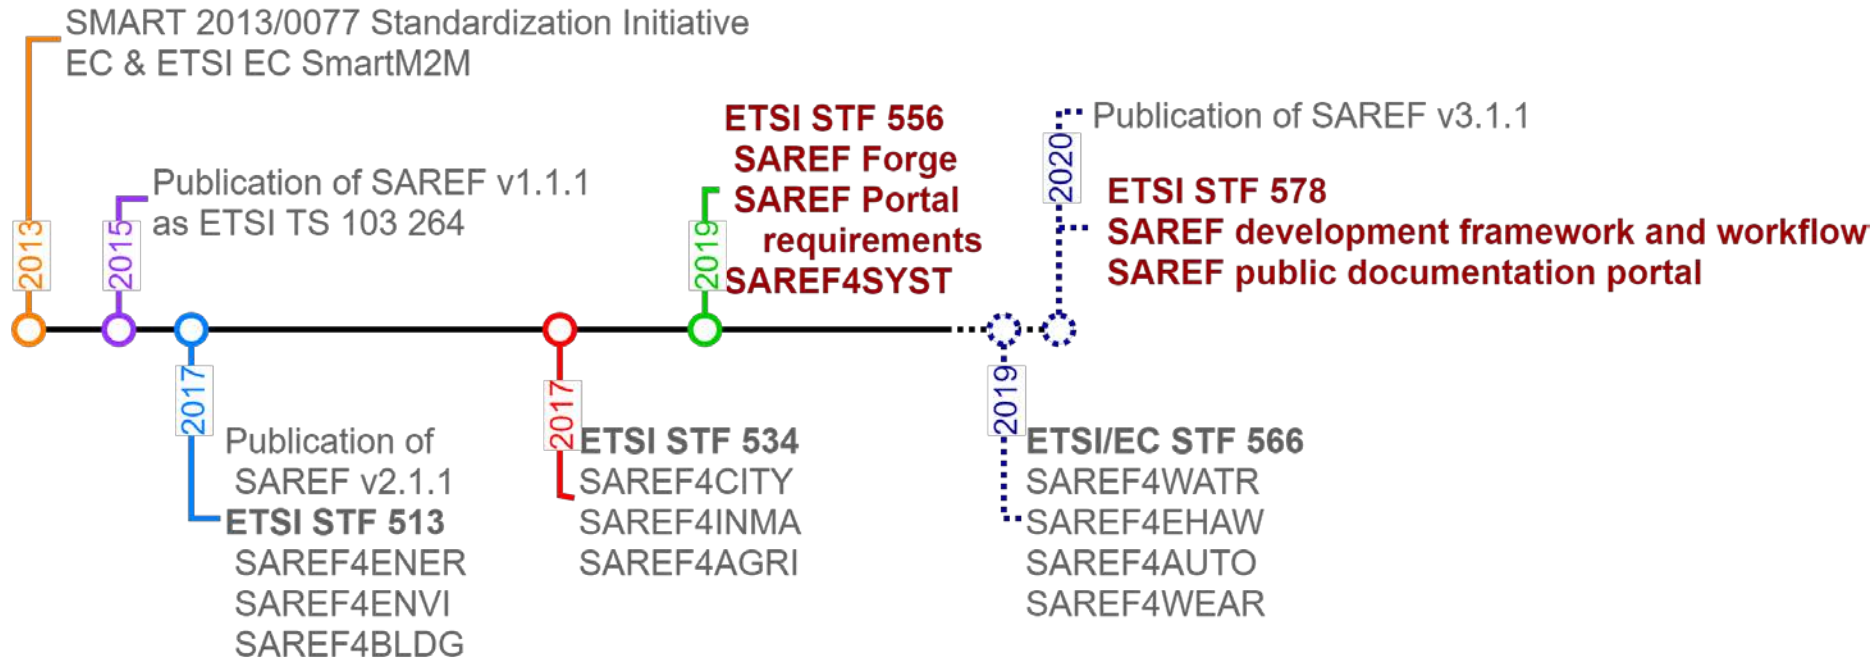 SMART 2013/0077 Standardization Initiative
EC & ETSI EC SmartM2M
2013
Publication of SAREF v1.1.1
as ETSI TS 103 264
2015
2017
Publication of
SAREF v2.1.1
ETSI STF 513
SAREF4ENER
SAREF4ENVI
SAREF4BLDG
2017
ETSI STF 534
SAREF4CITY
SAREF4INMA
SAREF4AGRI
ETSI STF 556
SAREF Forge
SAREF Portal
requirements
SAREF4SYST
2019
2019
ETSI/EC STF 566
SAREF4WATR
SAREF4EHAW
SAREF4AUTO
SAREF4WEAR
2020
Publication of SAREF v3.1.1
ETSI STF 578
SAREF development framework and workflow
SAREF public documentation portal